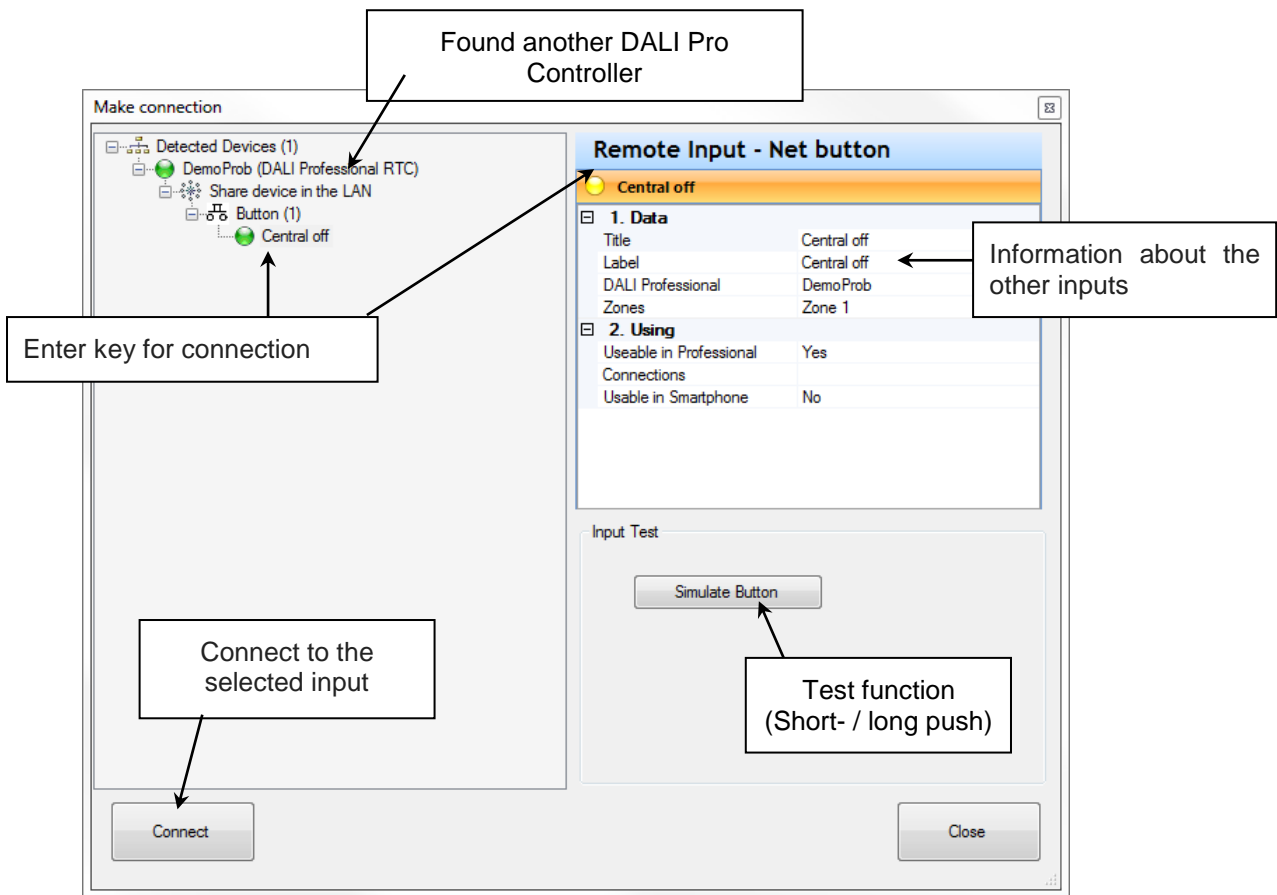 Found another DALI Pro
Controller
Make connection
Detected Devices (1)
DemoProb (DALI Professional RTC)
Share device in the LAN
Button (1)
Central off
Enter key for connection
Remote Input - Net button
Central off
1. Data
Title Central off
Label Central off
DALI Professional DemoProb
Zones Zone 1
2. Using
Useable in Professional Yes
Connections
Usable in Smartphone No
Information about the
other inputs
Input Test
Simulate Button
Test function
(Short- / long push)
Connect to the
selected input
Connect
Close